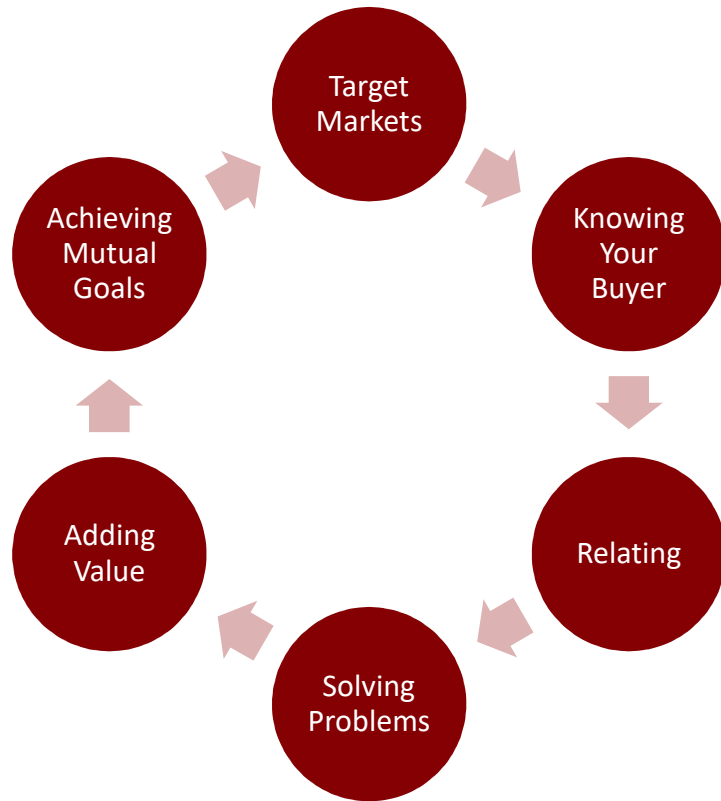 Target
Markets
Knowing
Your
Buyer
Relating
Solving
Problems
Adding
Value
Achieving
Mutual
Goals